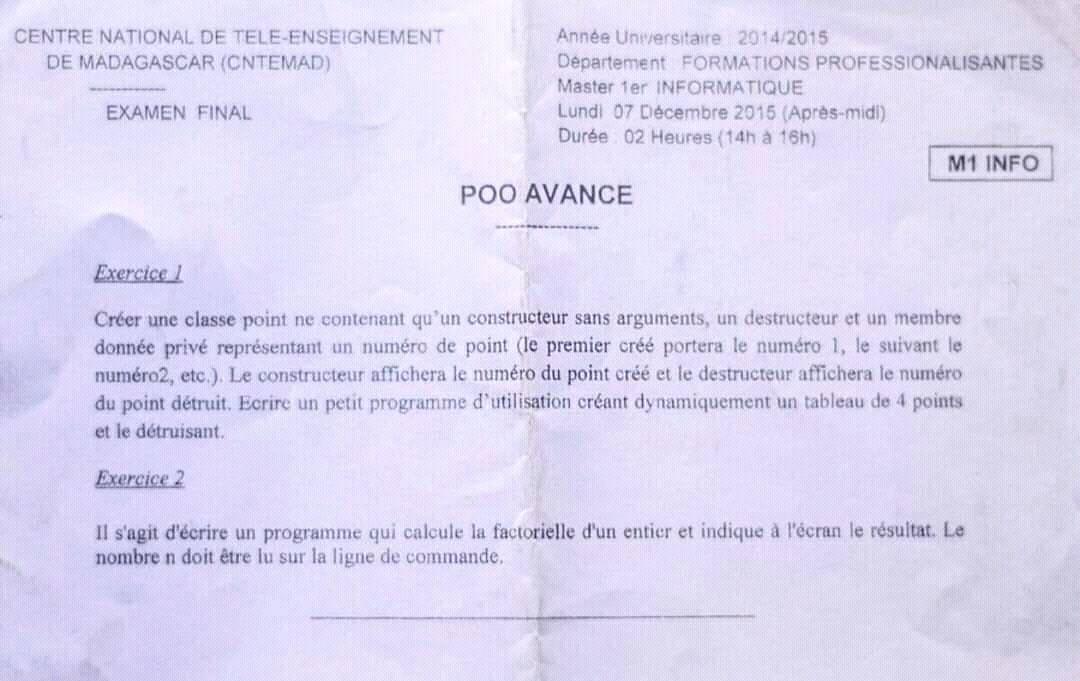 CENTRE NATIONAL DE TELE-ENSEIGNEMENT
DE MADAGASCAR (CNTEMAD)
------------
EXAMEN FINAL
Année Universitaire : 2014/2015
Département : FORMATIONS PROFESSIONALISANTES
Master 1er INFORMATIQUE
Lundi 07 Décembre 2015 (Après-midi)
Durée : 02 Heures (14h à 16h)
M1 INFO
POO AVANCE
------------
Exercice 1
Créer une classe point ne contenant qu'un constructeur sans arguments, un destructeur et un membre
donnée privé représentant un numéro de point (le premier créé portera le numéro 1, le suivant le
numéro2, etc.). Le constructeur affichera le numéro du point créé et le destructeur affichera le numéro
du point détruit. Ecrire un petit programme d'utilisation créant dynamiquement un tableau de 4 points
et le détruisant.
Exercice 2
Il s'agit d'écrire un programme qui calcule la factorielle d'un entier et indique à l'écran le résultat. Le
nombre n doit être lu sur la ligne de commande.